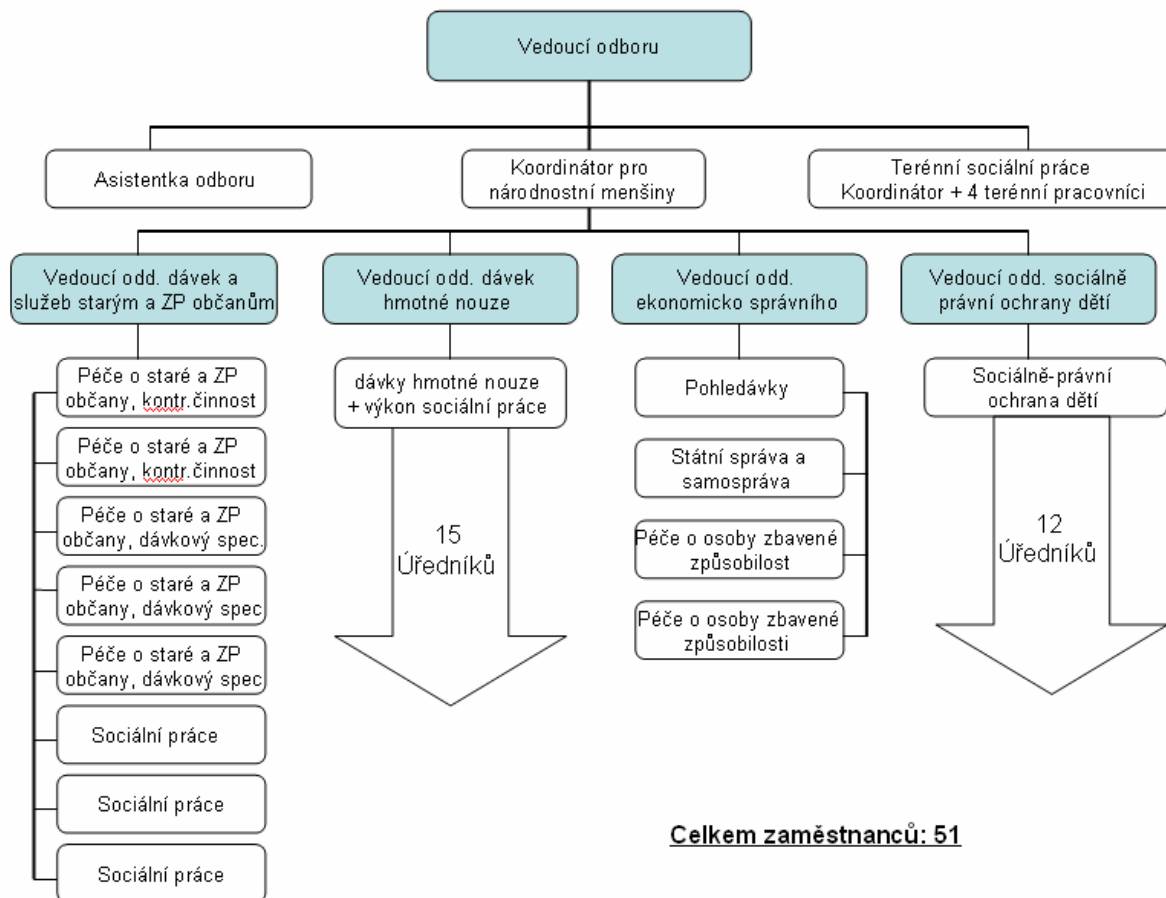 Vedoucí odboru
Asistentka odboru
Koordinátor pro
národnostní menšiny
Terénní sociální práce
Koordinátor + 4 terénní pracovníci
Vedoucí odd. dávek a
služeb starým a ZP občanům
Vedoucí odd. dávek
hmotné nouze
Vedoucí odd.
ekonomicko správního
Vedoucí odd. sociálně
právní ochrany dětí
Péče o staré a ZP
občany, kontr.činnost
Péče o staré a ZP
občany, kontr.činnost
Péče o staré a ZP
občany, dávkový spec.
Péče o staré a ZP
občany, dávkový spec
Péče o staré a ZP
občany, dávkový spec
Sociální práce
Sociální práce
Sociální práce
dávky hmotné nouze
+ výkon sociální práce
15
Úředníků
Pohledávky
Státní správa a
samospráva
Péče o osoby zbavené
způsobilost
Péče o osoby zbavené
způsobilosti
Sociálně-právní
ochrana dětí
12
Úředníků
Celkem zaměstnanců: 51